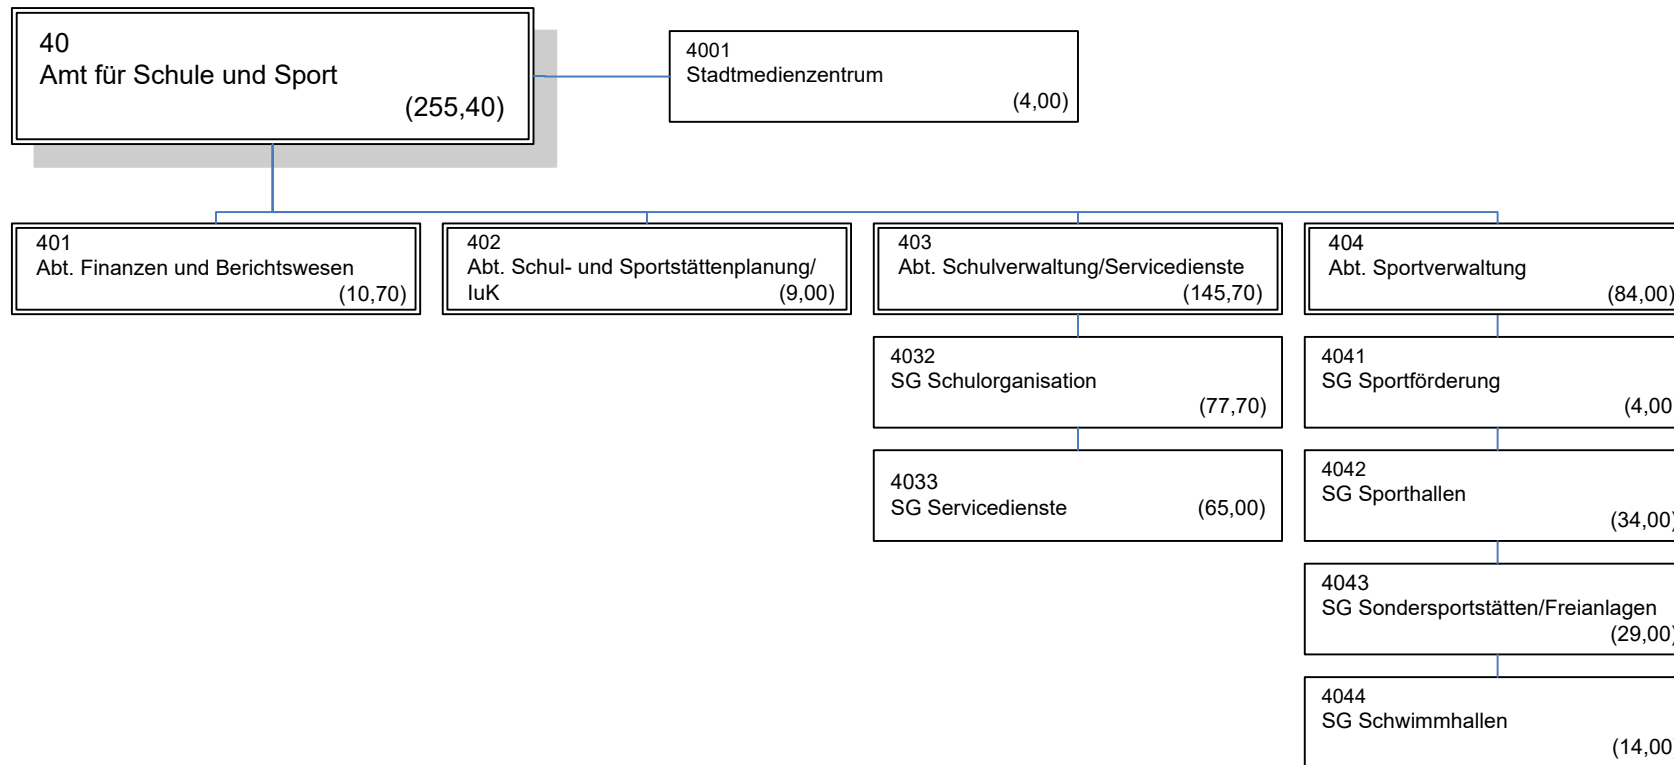 40
Amt für Schule und Sport
(255,40)
4001
Stadtmedienzentrum
(4,00)
401
Abt. Finanzen und Berichtswesen
(10,70)
402
Abt. Schul- und Sportstättenplanung/
IuK (9,00)
403
Abt. Schulverwaltung/Servicedienste
(145,70)
404
Abt. Sportverwaltung
(84,00)
4032
SG Schulorganisation
(77,70)
4033
SG Servicedienste (65,00)
4041
SG Sportförderung
(4,00
4042
SG Sporthallen
(34,00)
4043
SG Sondersportstätten/Freianlagen
(29,00)
4044
SG Schwimmhallen
(14,00